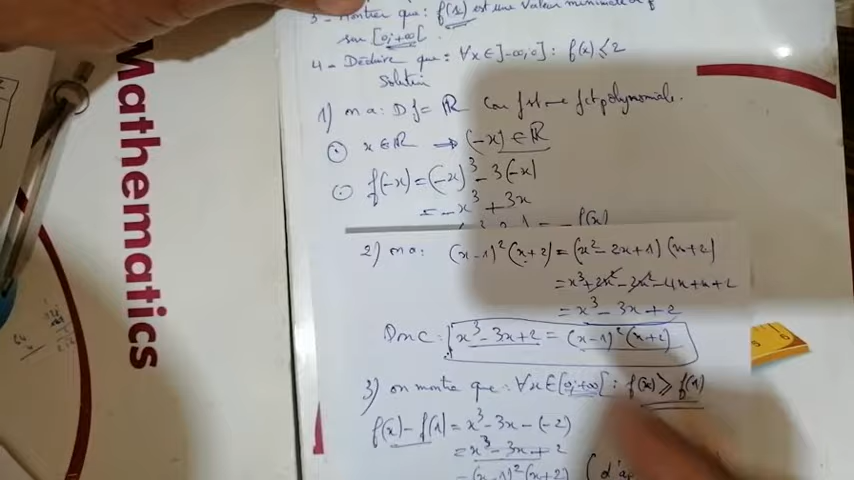 3 - Montrer que : f(1) est une valeur minimale
sur [0;+∞[ .
4 - Déduire que : ∀x∈]-∞,0] : f(x) ≤ 2
Solution
1) on a : Df = ℝ Car f est une fct polynomiale.
x∈ℝ → (-x)∈ℝ
f(-x) = (-x)³ - 3(-x)
= -x³ + 3x
= - f(x)
2) on a : (x-1)²(x+2) = (x² - 2x + 1)(x+2)
= x³ + 2x² - 2x² - 4x + x + 2
= x³ - 3x + 2
Donc : x³ - 3x + 2 = (x-1)²(x+2)
3) on montre que : ∀x∈[0;+∞[ : f(x) ≥ f(1)
f(x) - f(1) = x³ - 3x - (-2)
= x³ - 3x + 2
= (x-1)²(x+2)
Mathematics